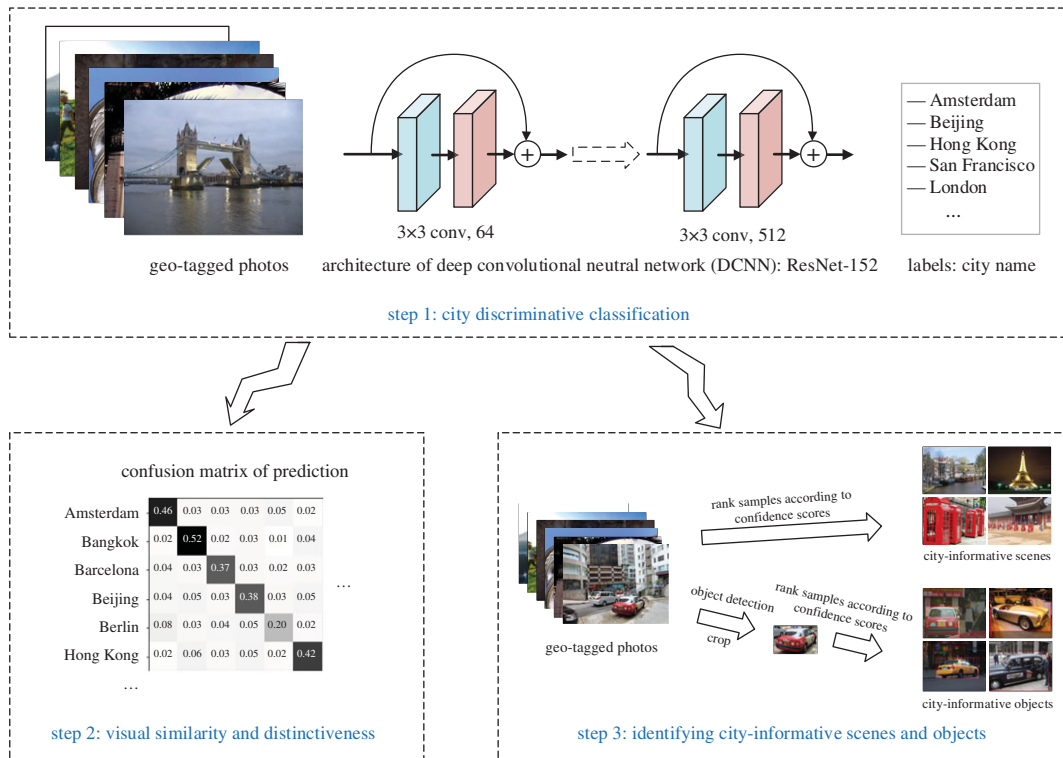 — Amsterdam
— Beijing
— Hong Kong
— San Francisco
— London
...
3×3 conv, 64
3×3 conv, 512
geo-tagged photos
architecture of deep convolutional neutral network (DCNN): ResNet-152
labels: city name
step 1: city discriminative classification
confusion matrix of prediction
Amsterdam 0.46 0.03 0.03 0.03 0.05 0.02
Bangkok 0.02 0.52 0.02 0.03 0.01 0.04
Barcelona 0.04 0.03 0.37 0.03 0.02 0.03
...
Beijing 0.04 0.05 0.03 0.38 0.03 0.05
Berlin 0.08 0.03 0.04 0.05 0.20 0.02
Hong Kong 0.02 0.06 0.03 0.05 0.02 0.42
...
step 2: visual similarity and distinctiveness
rank samples according to
confidence scores
city-informative scenes
object detection
crop
rank samples according to
confidence scores
geo-tagged photos
city-informative objects
step 3: identifying city-informative scenes and objects